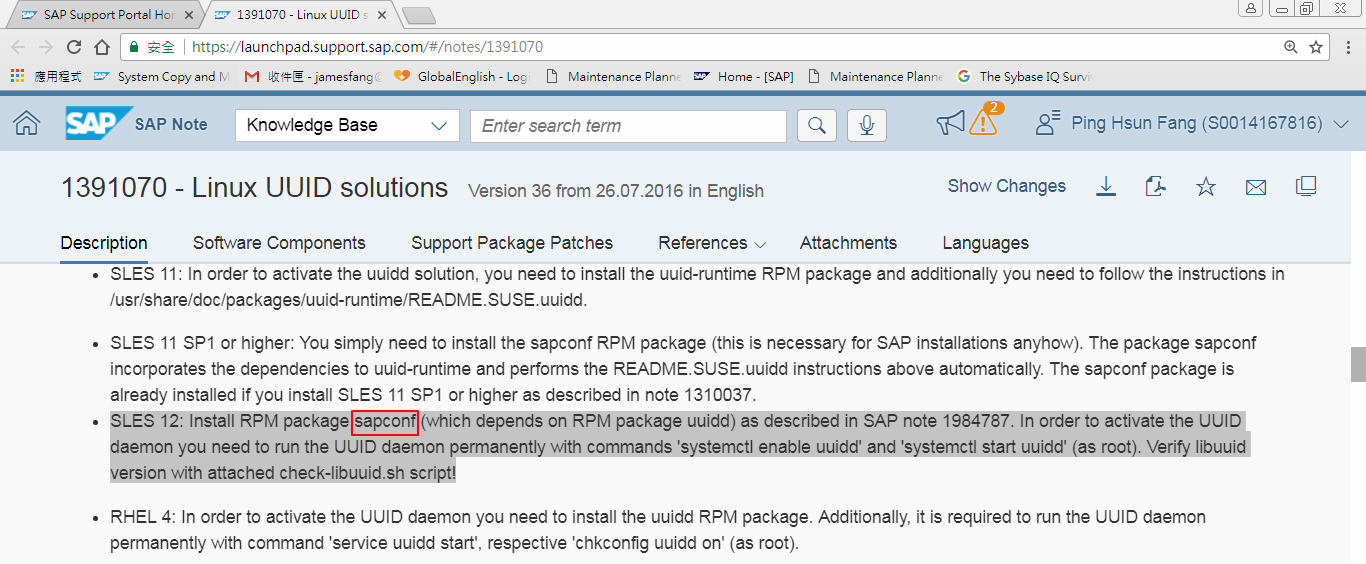 SAP Support Portal Hor
1391070 - Linux UUID s
安全 https://launchpad.support.sap.com/#/notes/1391070
應用程式 System Copy and M 收件匣 - jamesfang@ GlobalEnglish - Logi Maintenance Planne Home - [SAP] Maintenance Planne The Sybase IQ Surviv
SAP SAP Note Knowledge Base Enter search term 2 Ping Hsun Fang (S0014167816)
1391070 - Linux UUID solutions Version 36 from 26.07.2016 in English Show Changes
Description Software Components Support Package Patches References Attachments Languages
• SLES 11: In order to activate the uuidd solution, you need to install the uuid-runtime RPM package and additionally you need to follow the instructions in
/usr/share/doc/packages/uuid-runtime/README.SUSE.uuidd.
• SLES 11 SP1 or higher: You simply need to install the sapconf RPM package (this is necessary for SAP installations anyhow). The package sapconf
incorporates the dependencies to uuid-runtime and performs the README.SUSE.uuidd instructions above automatically. The sapconf package is
already installed if you install SLES 11 SP1 or higher as described in note 1310037.
• SLES 12: Install RPM package sapconf (which depends on RPM package uuidd) as described in SAP note 1984787. In order to activate the UUID
daemon you need to run the UUID daemon permanently with commands 'systemctl enable uuidd' and 'systemctl start uuidd' (as root). Verify libuuid
version with attached check-libuuid.sh script!
• RHEL 4: In order to activate the UUID daemon you need to install the uuidd RPM package. Additionally, it is required to run the UUID daemon
permanently with command 'service uuidd start', respective 'chkconfig uuidd on' (as root).